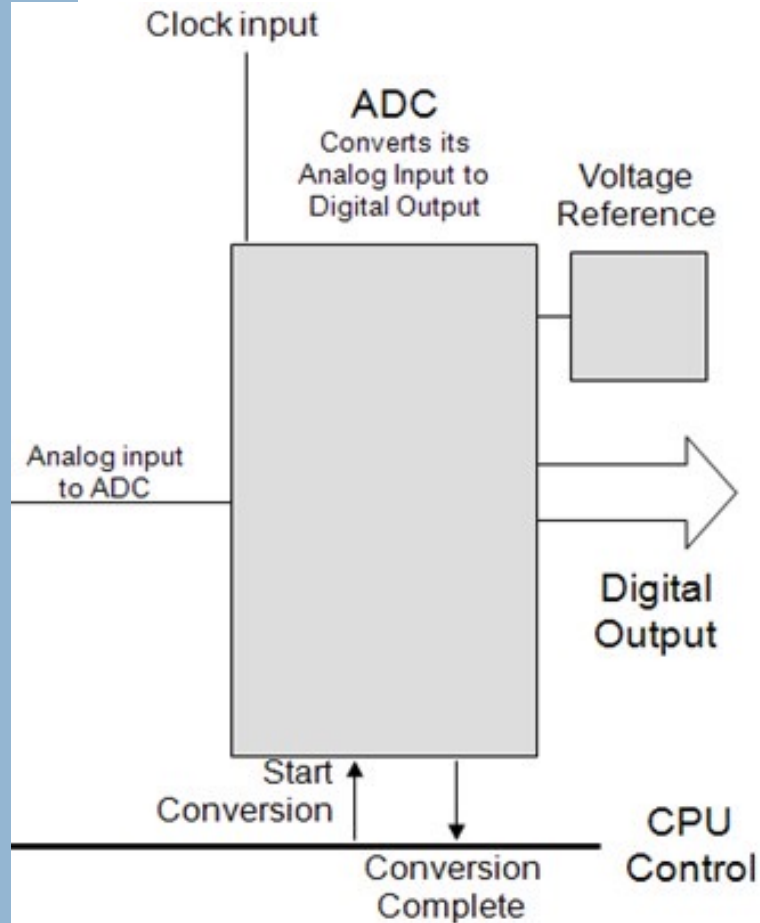 Clock input
ADC
Converts its
Analog Input to
Digital Output
Voltage
Reference
Analog input
to ADC
Digital
Output
Start
Conversion
CPU
Control
Conversion
Complete